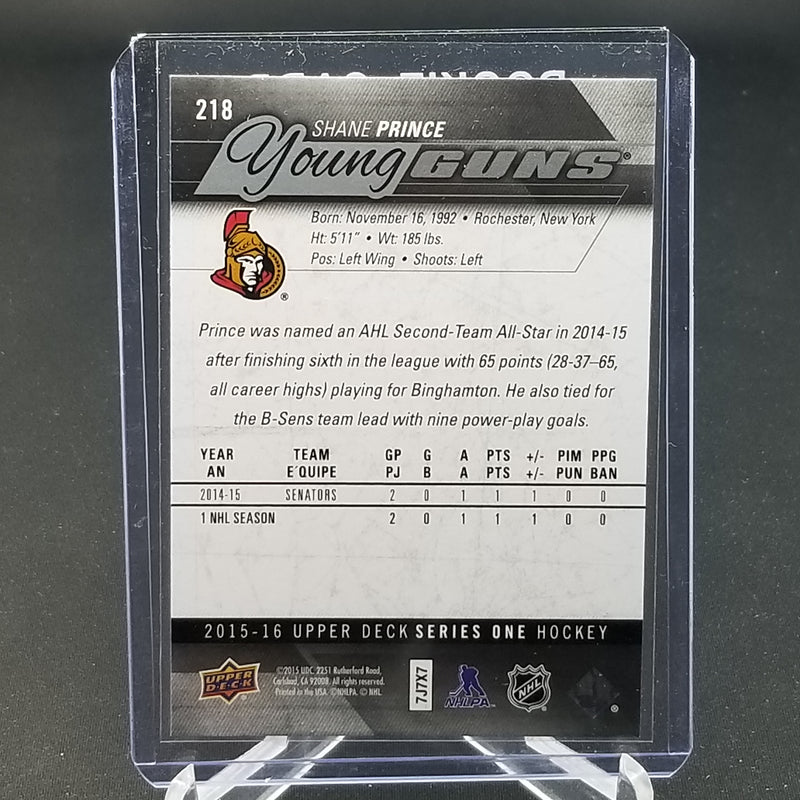 ROOKIE CARD
218
SHANE PRINCE
Young GUNS®
Born: November 16, 1992 • Rochester, New York
Ht: 5'11" • Wt: 185 lbs.
Pos: Left Wing • Shoots: Left
®
Prince was named an AHL Second-Team All-Star in 2014-15
after finishing sixth in the league with 65 points (28-37–65,
all career highs) playing for Binghamton. He also tied for
the B-Sens team lead with nine power-play goals.
YEAR TEAM GP G A PTS +/- PIM PPG
AN E´QUIPE PJ B A PTS +/- PUN BAN
2014-15 SENATORS 2 0 1 1 1 0 0
1 NHL SEASON 2 0 1 1 1 0 0
2015-16 UPPER DECK SERIES ONE HOCKEY
UPPER DECK
©2015 UDC. 2251 Rutherford Road,
Carlsbad, CA 92008. All rights reserved.
Printed in the USA. ©NHLPA. © NHL.
7J7X7
NHLPA
NHL
®